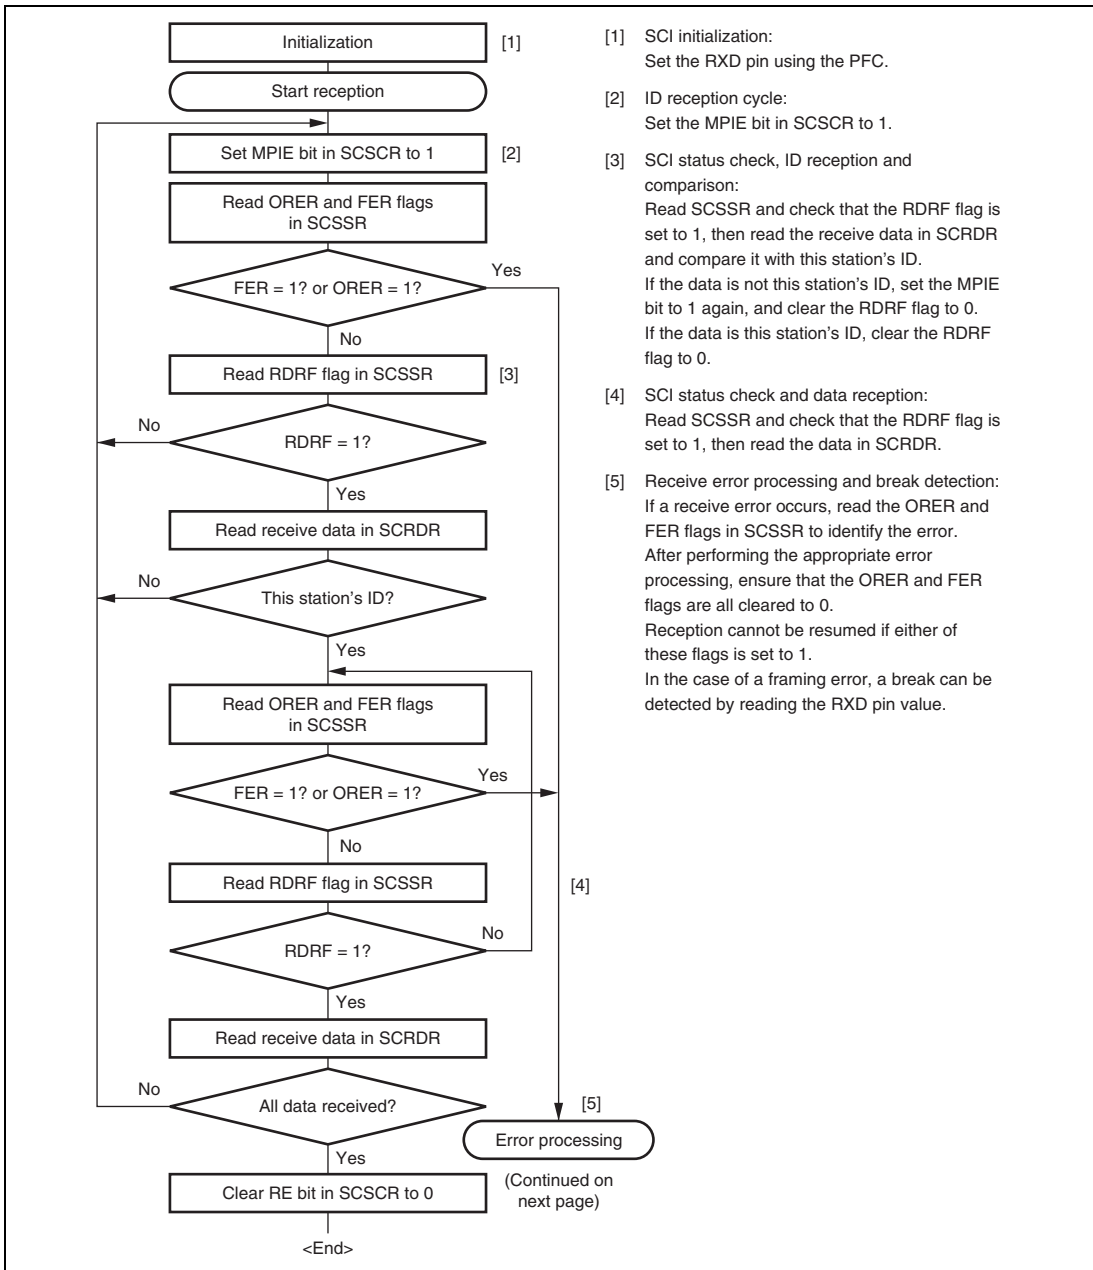 Initialization
[1]
Start reception
Set MPIE bit in SCSCR to 1
[2]
Read ORER and FER flags
in SCSSR
FER = 1? or ORER = 1?
Yes
No
Read RDRF flag in SCSSR
[3]
No
RDRF = 1?
Yes
Read receive data in SCRDR
No
This station's ID?
Yes
Read ORER and FER flags
in SCSSR
FER = 1? or ORER = 1?
Yes
No
Read RDRF flag in SCSSR
[4]
RDRF = 1?
No
Yes
Read receive data in SCRDR
No
All data received?
[5]
Error processing
Yes
(Continued on
next page)
Clear RE bit in SCSCR to 0
<End>
[1] SCI initialization:
Set the RXD pin using the PFC.
[2] ID reception cycle:
Set the MPIE bit in SCSCR to 1.
[3] SCI status check, ID reception and
comparison:
Read SCSSR and check that the RDRF flag is
set to 1, then read the receive data in SCRDR
and compare it with this station's ID.
If the data is not this station's ID, set the MPIE
bit to 1 again, and clear the RDRF flag to 0.
If the data is this station's ID, clear the RDRF
flag to 0.
[4] SCI status check and data reception:
Read SCSSR and check that the RDRF flag is
set to 1, then read the data in SCRDR.
[5] Receive error processing and break detection:
If a receive error occurs, read the ORER and
FER flags in SCSSR to identify the error.
After performing the appropriate error
processing, ensure that the ORER and FER
flags are all cleared to 0.
Reception cannot be resumed if either of
these flags is set to 1.
In the case of a framing error, a break can be
detected by reading the RXD pin value.